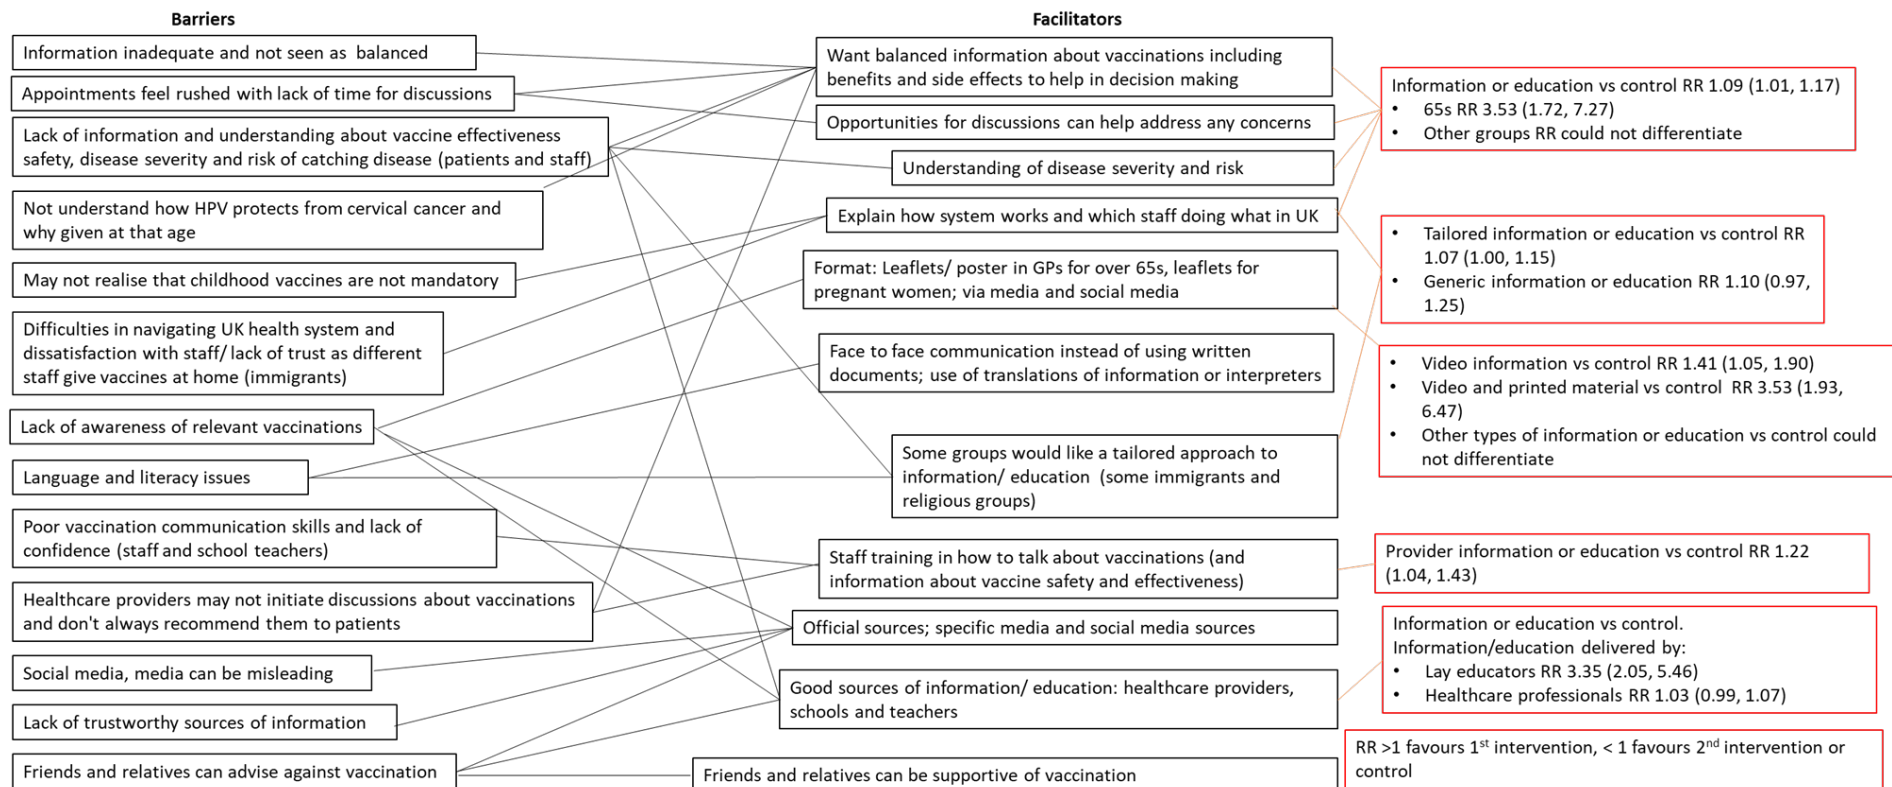 Barriers
Information inadequate and not seen as balanced
Appointments feel rushed with lack of time for discussions
Lack of information and understanding about vaccine effectiveness
safety, disease severity and risk of catching disease (patients and staff)
Not understand how HPV protects from cervical cancer and
why given at that age
May not realise that childhood vaccines are not mandatory
Difficulties in navigating UK health system and
dissatisfaction with staff/ lack of trust as different
staff give vaccines at home (immigrants)
Lack of awareness of relevant vaccinations
Language and literacy issues
Poor vaccination communication skills and lack of
confidence (staff and school teachers)
Healthcare providers may not initiate discussions about vaccinations
and don't always recommend them to patients
Social media, media can be misleading
Lack of trustworthy sources of information
Friends and relatives can advise against vaccination
Facilitators
Want balanced information about vaccinations including
benefits and side effects to help in decision making
Opportunities for discussions can help address any concerns
Understanding of disease severity and risk
Explain how system works and which staff doing what in UK
Format: Leaflets/ poster in GPs for over 65s, leaflets for
pregnant women; via media and social media
Face to face communication instead of using written
documents; use of translations of information or interpreters
Some groups would like a tailored approach to
information/ education (some immigrants and
religious groups)
Staff training in how to talk about vaccinations (and
information about vaccine safety and effectiveness)
Official sources; specific media and social media sources
Good sources of information/ education: healthcare providers,
schools and teachers
Friends and relatives can be supportive of vaccination
Information or education vs control RR 1.09 (1.01, 1.17)
• 65s RR 3.53 (1.72, 7.27)
• Other groups RR could not differentiate
• Tailored information or education vs control RR
1.07 (1.00, 1.15)
• Generic information or education RR 1.10 (0.97,
1.25)
• Video information vs control RR 1.41 (1.05, 1.90)
• Video and printed material vs control RR 3.53 (1.93,
6.47)
• Other types of information or education vs control could
not differentiate
Provider information or education vs control RR 1.22
(1.04, 1.43)
Information or education vs control.
Information/education delivered by:
• Lay educators RR 3.35 (2.05, 5.46)
• Healthcare professionals RR 1.03 (0.99, 1.07)
RR >1 favours 1st intervention, < 1 favours 2nd intervention or
control